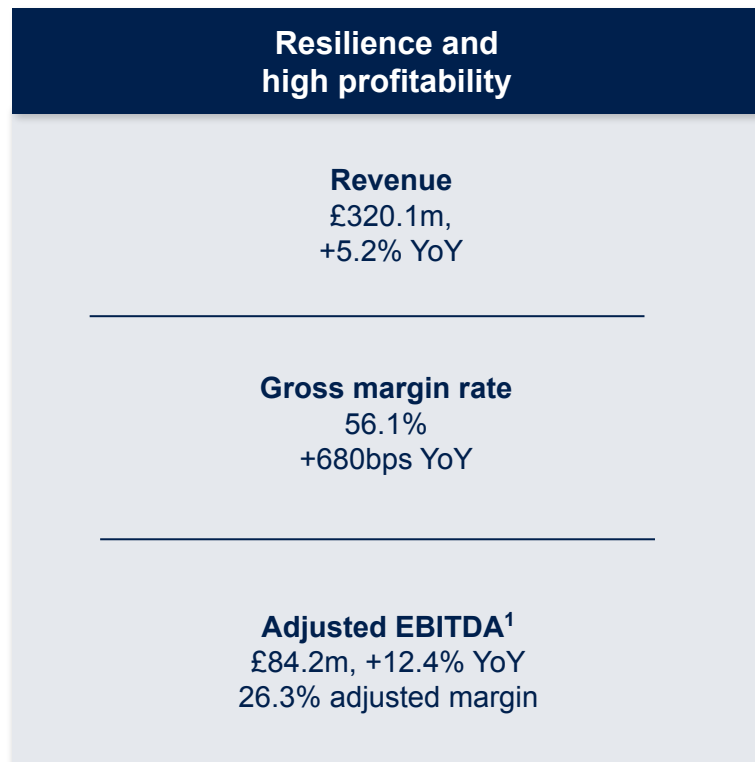 Resilience and
high profitability
Revenue
£320.1m,
+5.2% YoY
Gross margin rate
56.1%
+680bps YoY
Adjusted EBITDA¹
£84.2m, +12.4% YoY
26.3% adjusted margin